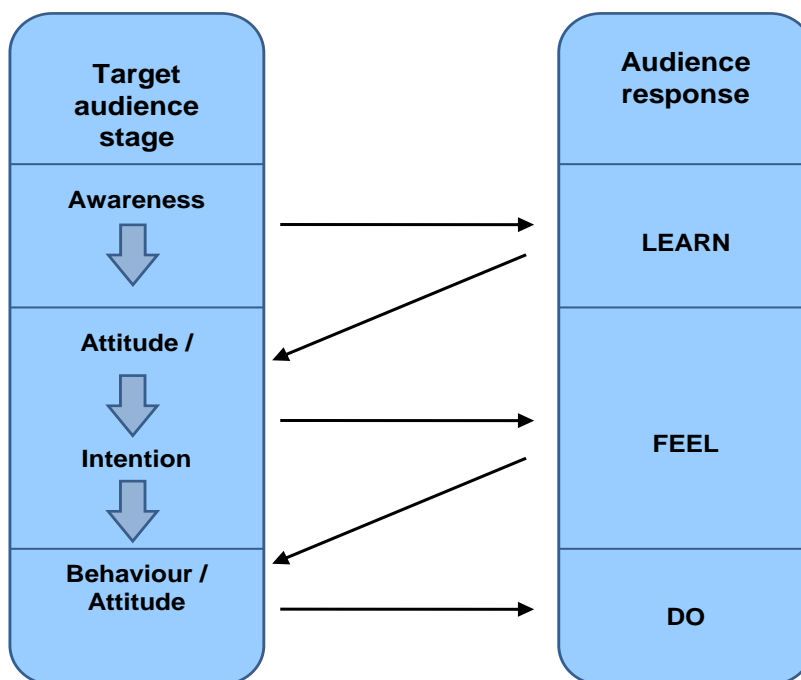 Target
audience
stage
Audience
response
Awareness
LEARN
Attitude /
Intention
FEEL
Behaviour /
Attitude
DO